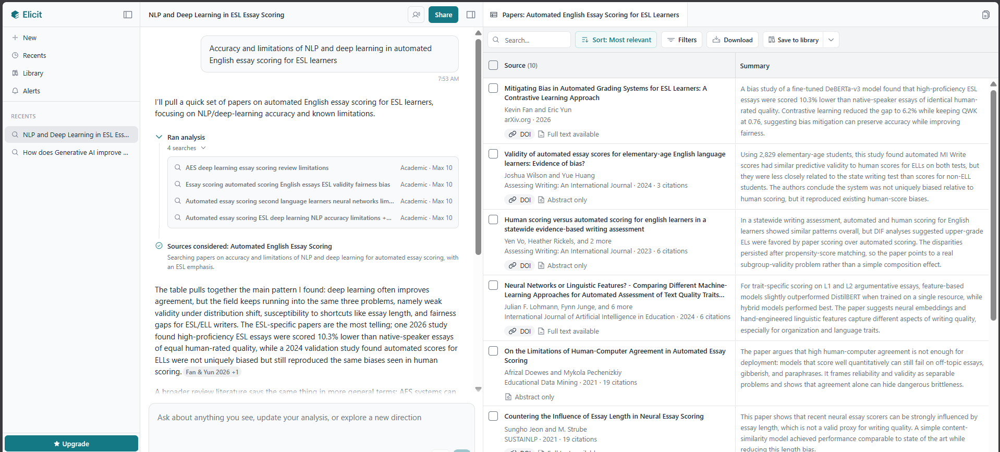 Elicit
New
Recents
Library
Alerts
RECENTS
NLP and Deep Learning in ESL Ess...
How does Generative AI improve ...
Upgrade
NLP and Deep Learning in ESL Essay Scoring
Share
Accuracy and limitations of NLP and deep learning in automated
English essay scoring for ESL learners
7:53 AM
I'll pull a quick set of papers on automated English essay scoring for ESL learners,
focusing on NLP/deep-learning accuracy and known limitations.
Ran analysis
4 searches
AES deep learning essay scoring review limitations Academic · Max 10
Essay scoring automated scoring English essays ESL validity fairness bias Academic · Max 10
Automated essay scoring second language learners neural networks lim... Academic · Max 10
Automated essay scoring ESL deep learning NLP accuracy limitations +... Academic · Max 10
Sources considered: Automated English Essay Scoring
Searching papers on accuracy and limitations of NLP and deep learning for automated essay scoring, with
an ESL emphasis.
The table pulls together the main pattern I found: deep learning often improves
agreement, but the field keeps running into the same three problems, namely weak
validity under distribution shift, susceptibility to shortcuts like essay length, and fairness
gaps for ESL/ELL writers. The ESL-specific papers are the most telling; one 2026 study
found high-proficiency ESL essays were scored 10.3% lower than native-speaker essays
of equal human-rated quality, while a 2024 validation study found automated scores for
ELLs were not uniquely biased but still reproduced the same biases seen in human
scoring. Fan & Yun 2026 +1
A broader review literature says the same thing in more general terms: AES systems can
Ask about anything you see, update your analysis, or explore a new direction
Papers: Automated English Essay Scoring for ESL Learners
Search...
Sort: Most relevant
Filters
Download
Save to library
Source (10)
Summary
Mitigating Bias in Automated Grading Systems for ESL Learners: A
Contrastive Learning Approach
Kevin Fan and Eric Yun
arXiv.org · 2026
DOI Full text available
A bias study of a fine-tuned DeBERTa-v3 model found that high-proficiency ESL
essays were scored 10.3% lower than native-speaker essays of identical human-
rated quality. Contrastive learning reduced the gap to 6.2% while keeping QWK
at 0.76, suggesting bias mitigation can preserve accuracy while improving
fairness.
Validity of automated essay scores for elementary-age English language
learners: Evidence of bias?
Joshua Wilson and Yue Huang
Assessing Writing: An International Journal · 2024 · 3 citations
DOI Abstract only
Using 2,829 elementary-age students, this study found automated MI Write
scores had similar predictive validity to human scores for ELLs on both tests, but
they were less closely related to the state writing test than scores for non-ELL
students. The authors conclude the system was not uniquely biased relative to
human scoring, but it reproduced existing human-score biases.
Human scoring versus automated scoring for english learners in a
statewide evidence-based writing assessment
Yen Vo, Heather Rickels, and 2 more
Assessing Writing: An International Journal · 2023 · 6 citations
DOI Abstract only
In a statewide writing assessment, automated and human scoring for English
learners showed similar patterns overall, but DIF analyses suggested upper-grade
ELs were favored by paper scoring over automated scoring. The disparities
persisted after propensity-score matching, so the paper points to a real
subgroup-validity problem rather than a simple composition effect.
Neural Networks or Linguistic Features? - Comparing Different Machine-
Learning Approaches for Automated Assessment of Text Quality Traits...
Julian F. Lohmann, Fynn Junge, and 6 more
International Journal of Artificial Intelligence in Education · 2024 · 6 citations
DOI Full text available
For trait-specific scoring on L1 and L2 argumentative essays, feature-based
models slightly outperformed DistilBERT when trained on a single resource, while
hybrid models performed best. The paper suggests neural embeddings and
hand-engineered linguistic features capture different aspects of writing quality,
especially for organization and language traits.
On the Limitations of Human-Computer Agreement in Automated Essay
Scoring
Afrizal Doewes and Mykola Pechenizkiy
Educational Data Mining · 2021 · 19 citations
Abstract only
The paper argues that high human-computer agreement is not enough for
deployment: models that score well quantitatively can still fail on off-topic essays,
gibberish, and paraphrases. It frames reliability and validity as separable
problems and shows that agreement alone can hide dangerous brittleness.
Countering the Influence of Essay Length in Neural Essay Scoring
Sungho Jeon and M. Strube
SUSTAINLP · 2021 · 19 citations
DOI Full text available
This paper shows that recent neural essay scorers can be strongly influenced by
essay length, which is not a valid proxy for writing quality. A simple content-
similarity model achieved performance comparable to state of the art while
reducing this length bias.